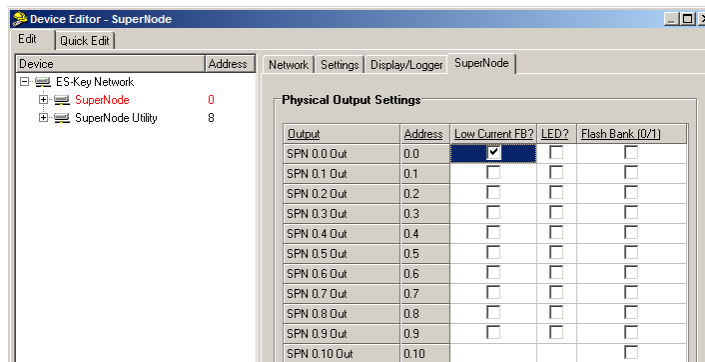 Device Editor - SuperNode
Edit Quick Edit
Device Address
ES-Key Network
SuperNode 0
SuperNode Utility 8
Network Settings Display/Logger SuperNode
Physical Output Settings
Output Address Low Current FB? LED? Flash Bank (0/1)
SPN 0.0 Out 0.0
SPN 0.1 Out 0.1
SPN 0.2 Out 0.2
SPN 0.3 Out 0.3
SPN 0.4 Out 0.4
SPN 0.5 Out 0.5
SPN 0.6 Out 0.6
SPN 0.7 Out 0.7
SPN 0.8 Out 0.8
SPN 0.9 Out 0.9
SPN 0.10 Out 0.10